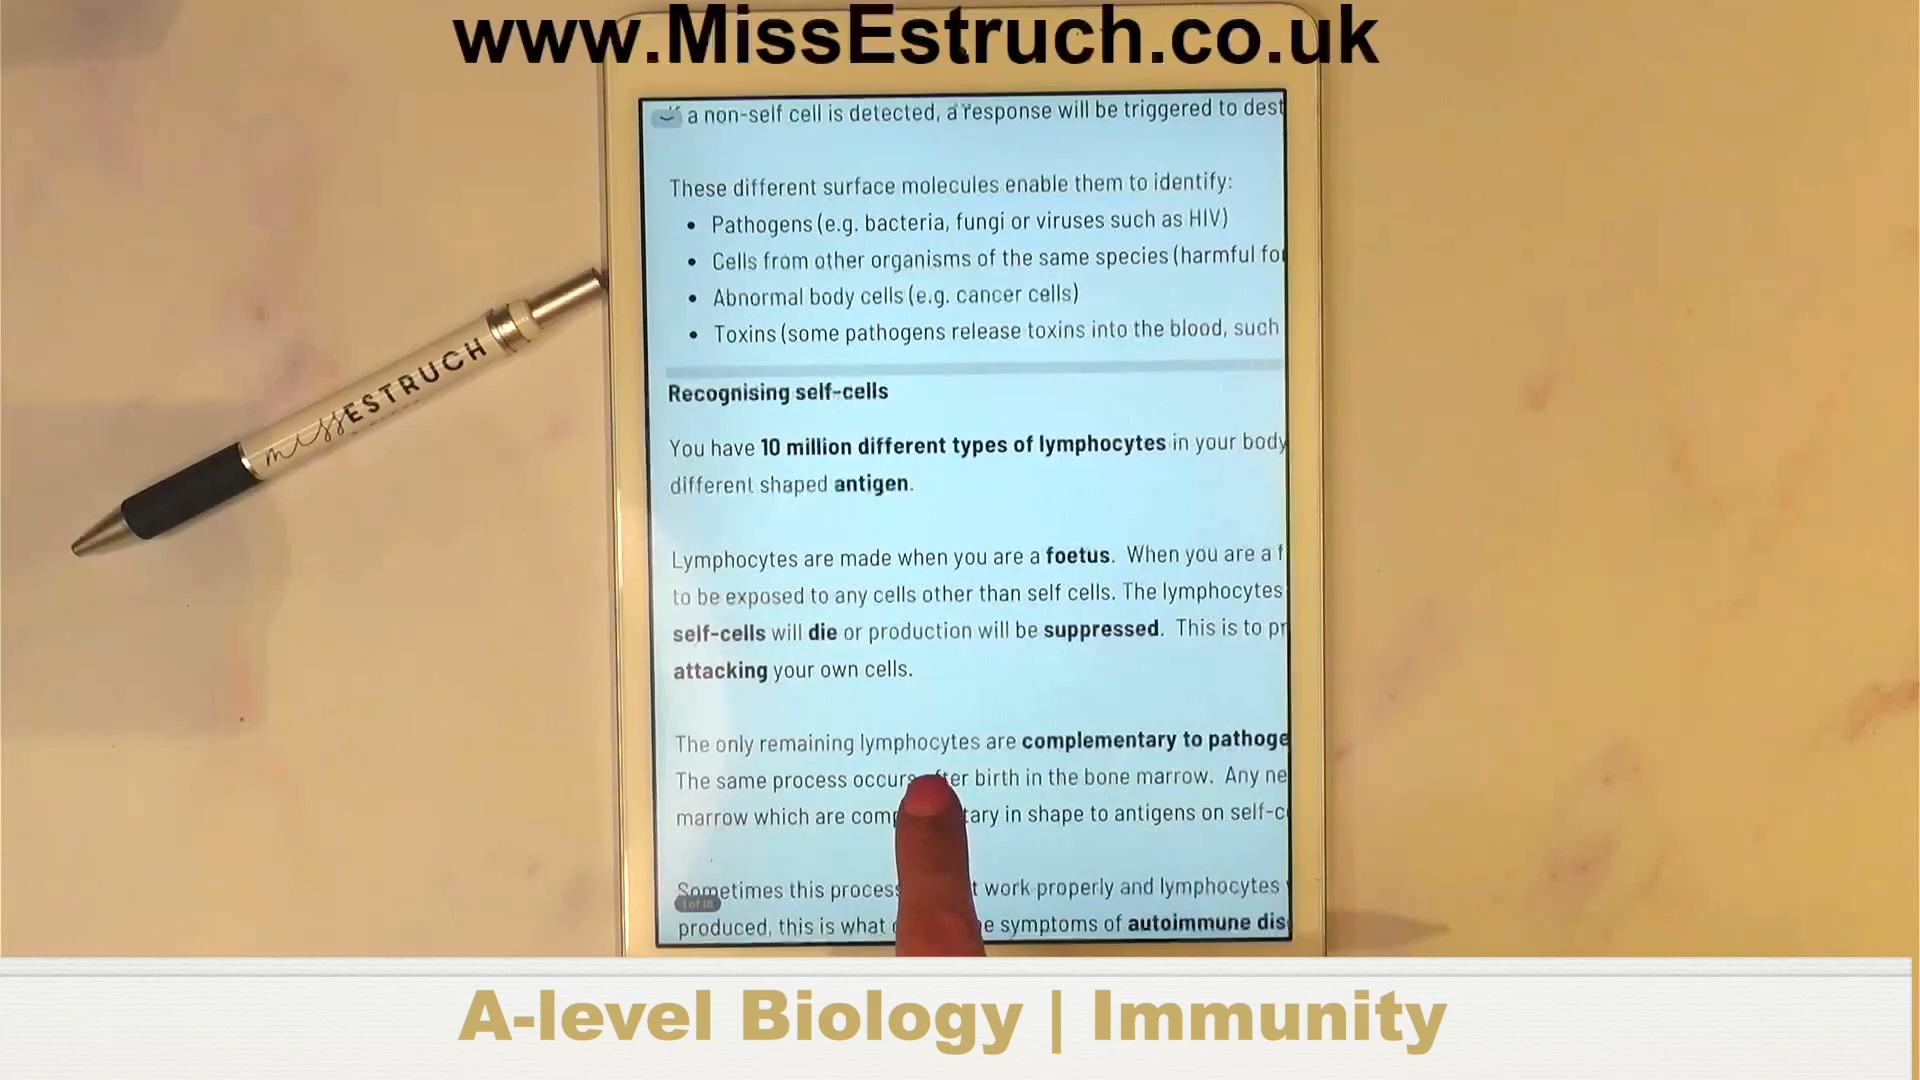 www.MissEstruch.co.uk
a non-self cell is detected, a response will be triggered to dest
These different surface molecules enable them to identify:
• Pathogens (e.g. bacteria, fungi or viruses such as HIV)
• Cells from other organisms of the same species (harmful for
• Abnormal body cells (e.g. cancer cells)
• Toxins (some pathogens release toxins into the blood, such
Recognising self-cells
You have 10 million different types of lymphocytes in your body
different shaped antigen.
Lymphocytes are made when you are a foetus. When you are a f
to be exposed to any cells other than self cells. The lymphocytes
self-cells will die or production will be suppressed. This is to pr
attacking your own cells.
The only remaining lymphocytes are complementary to pathoge
The same process occurs after birth in the bone marrow. Any ne
marrow which are comp tary in shape to antigens on self-c
Sometimes this process t work properly and lymphocytes
1 of 18
produced, this is what e symptoms of autoimmune dis
miss ESTRUCH
A-level Biology | Immunity